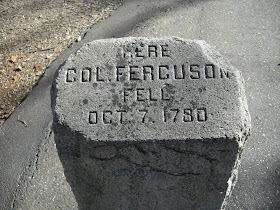 HERE
COL. FERGUSON
FELL
OCT. 7. 1780.